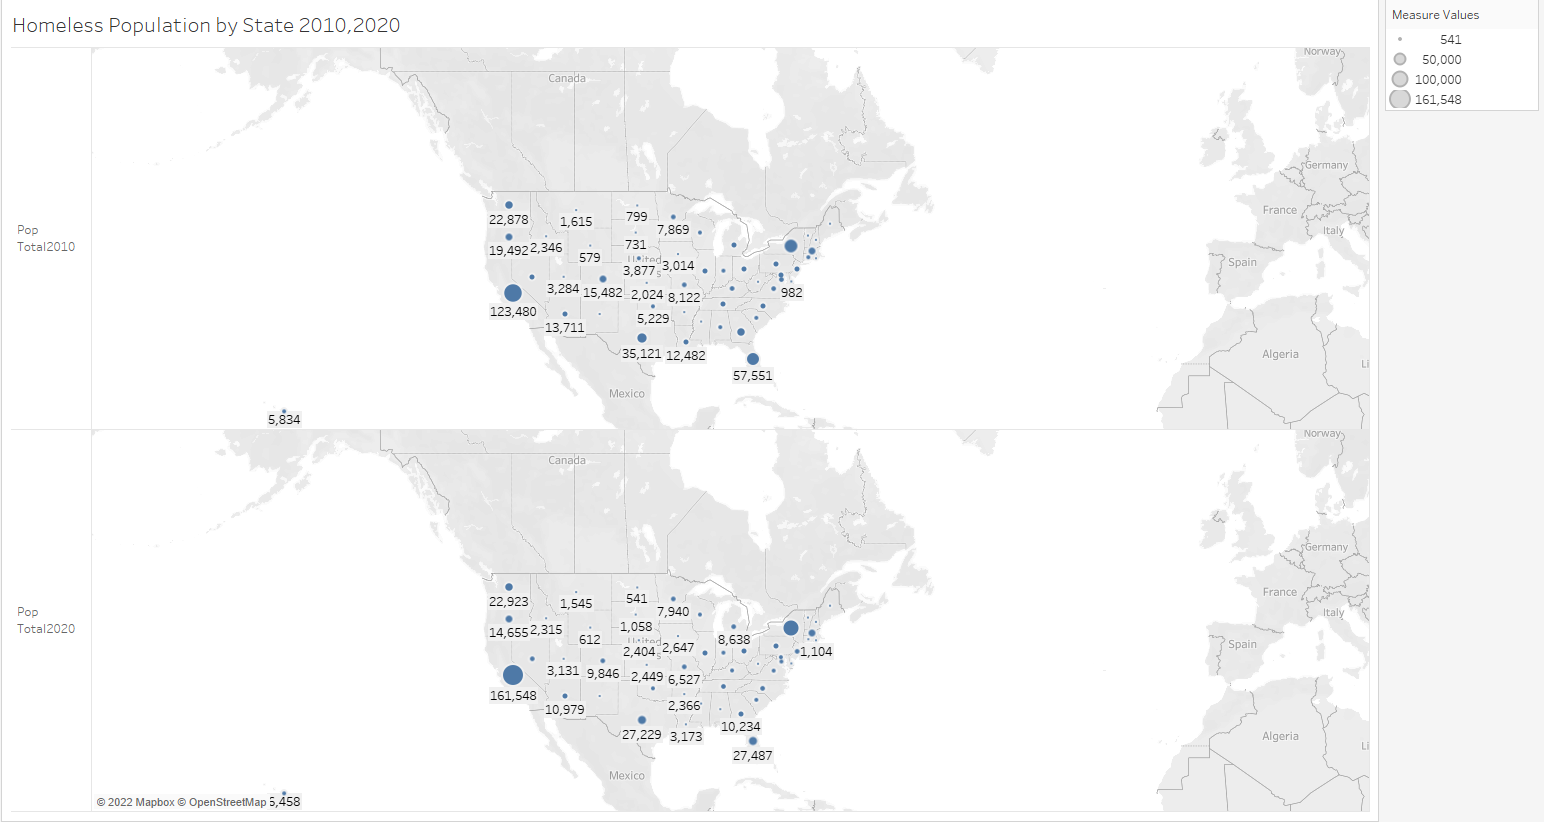 Homeless Population by State 2010,2020
Measure Values
541
50,000
100,000
161,548
Pop
Total2010
Canada
Norway
Germany
France
Italy
Spain
Algeria
Li
Mexico
United
22,878
1,615
799
7,869
19,492
2,346
731
579
3,877
3,014
3,284
15,482
2,024
8,122
982
123,480
13,711
5,229
35,121
12,482
57,551
5,834
Pop
Total2020
Canada
Norway
Germany
France
Italy
Spain
Algeria
Li
Mexico
United
22,923
1,545
541
7,940
14,655
2,315
1,058
612
2,404
2,647
8,638
1,104
3,131
9,846
2,449
6,527
161,548
10,979
2,366
27,229
3,173
10,234
27,487
5,458
© 2022 Mapbox © OpenStreetMap